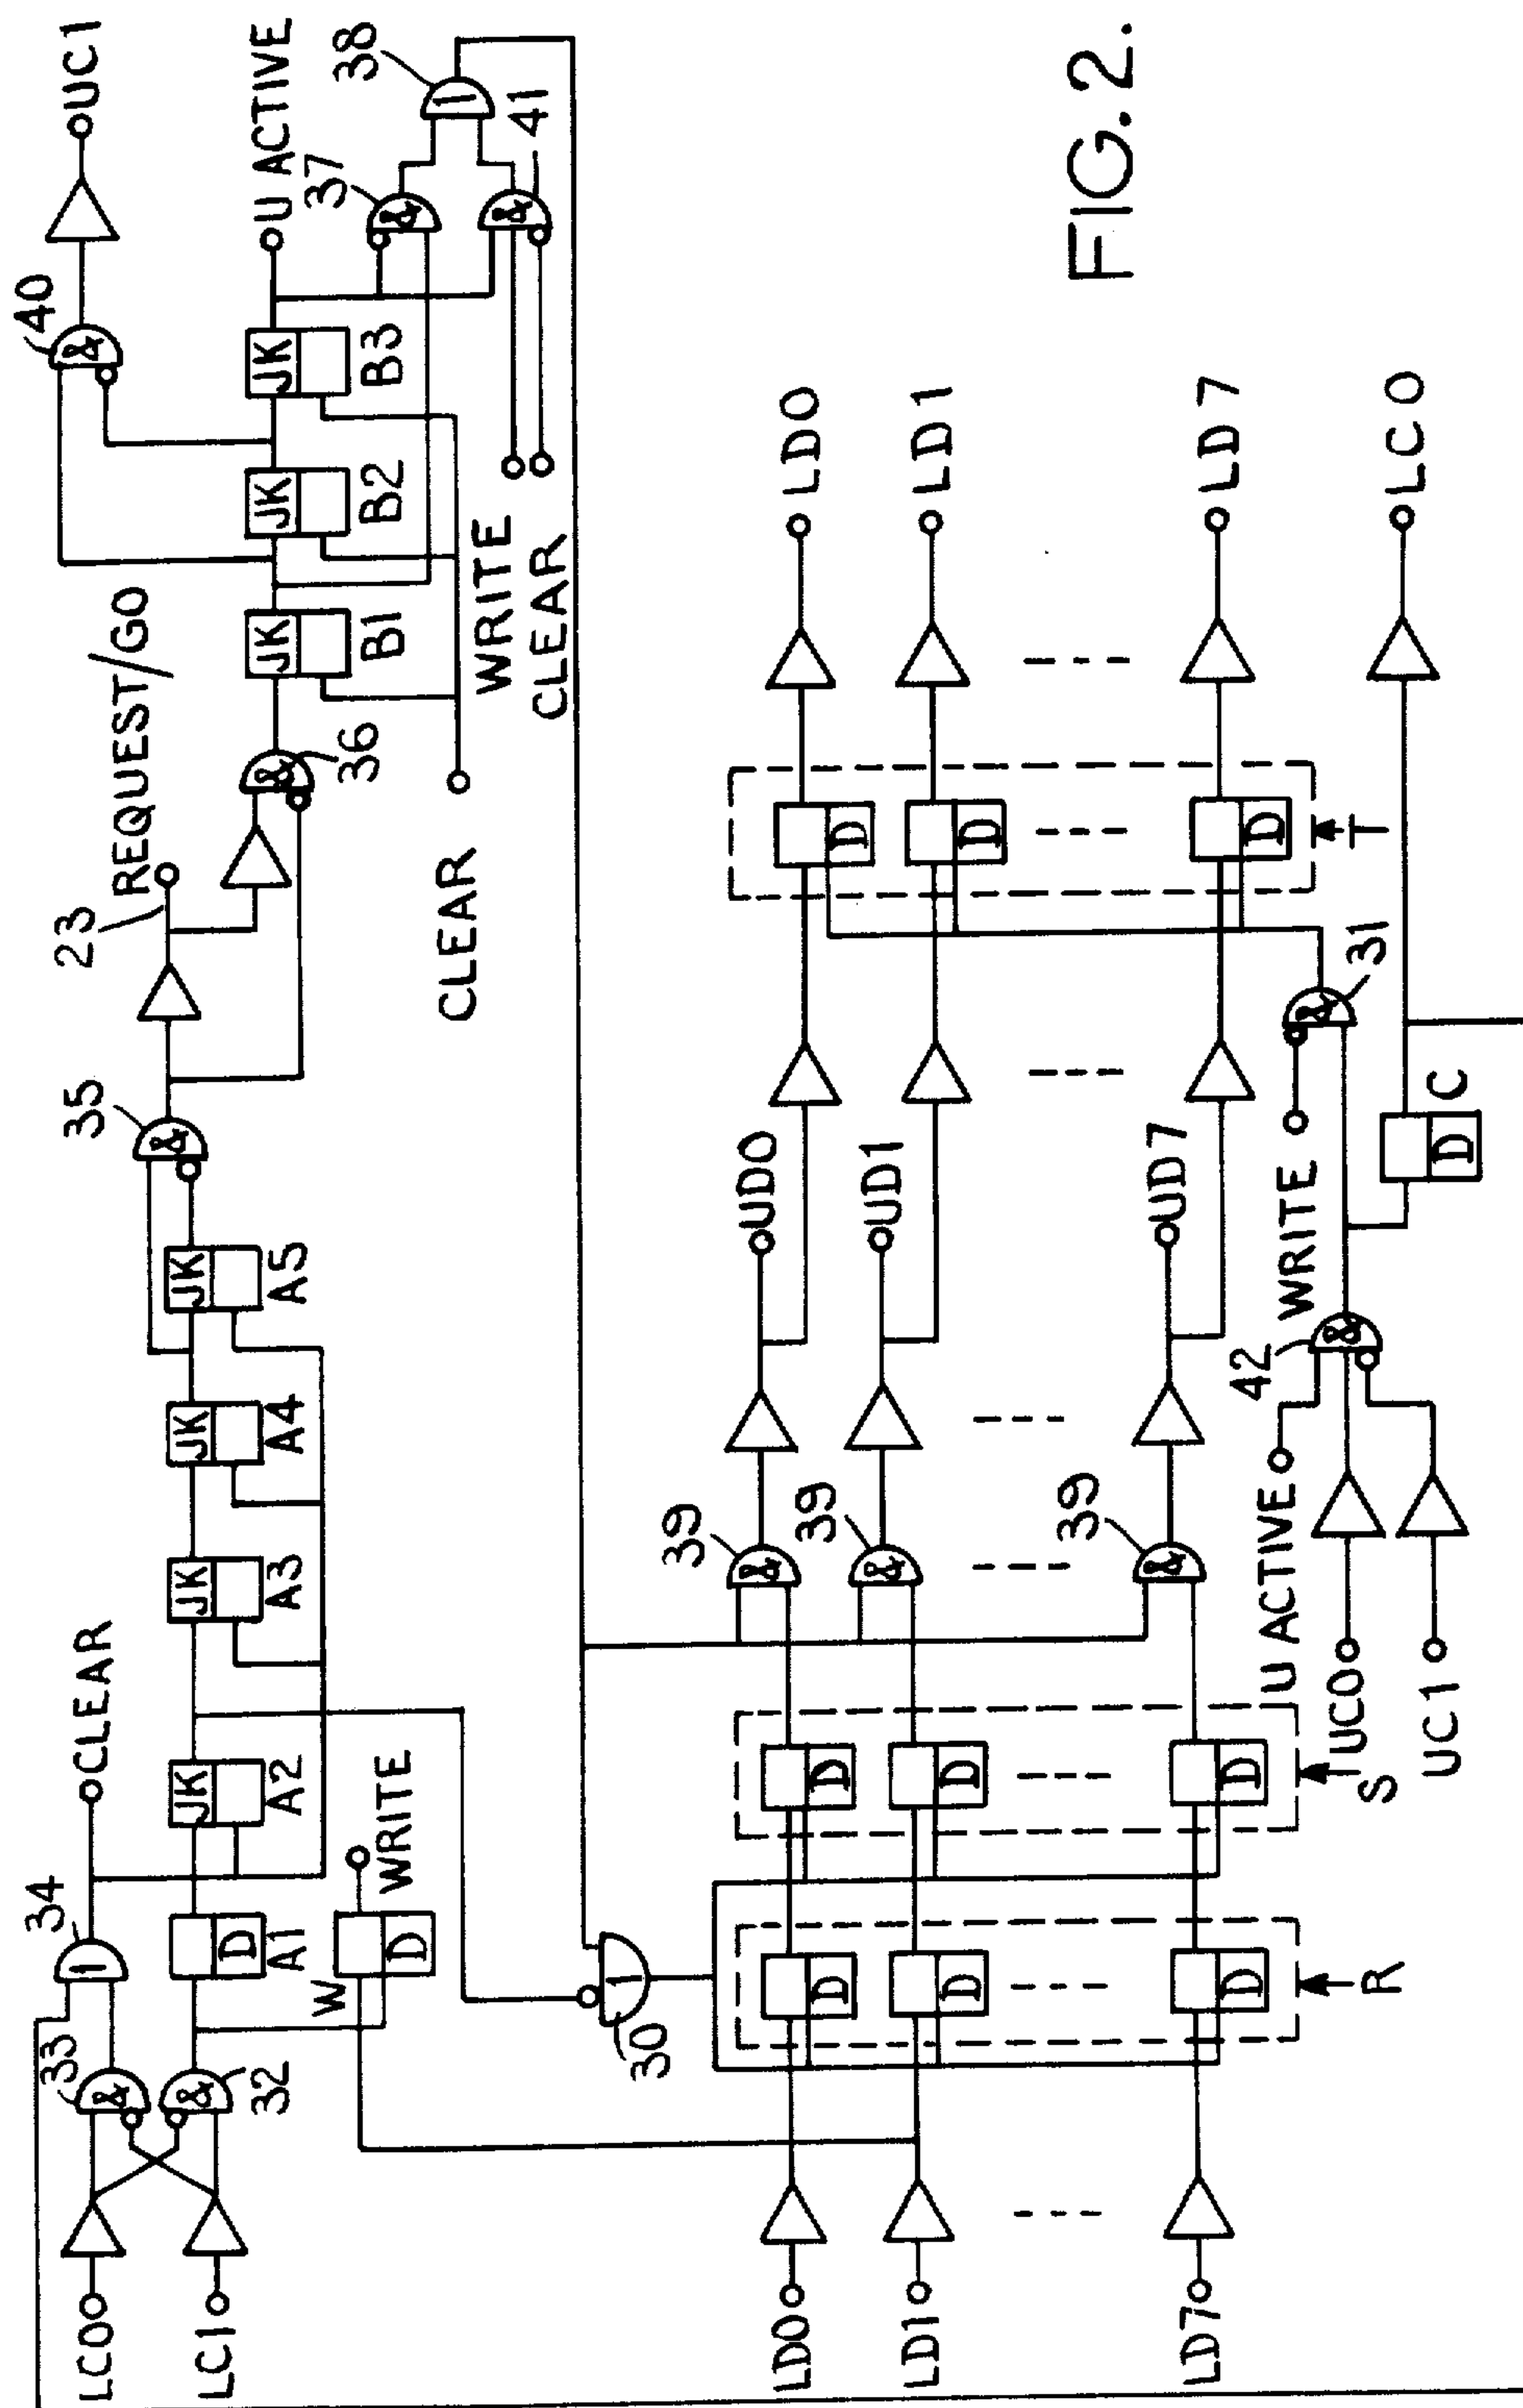 FIG. 2.
LC0
LC1
33
&
&
32
34
1
CLEAR
D
A1
W
D
WRITE
JK
A2
JK
A3
JK
A4
JK
A5
35
&
23
REQUEST/GO
&
36
JK
B1
JK
B2
JK
B3
CLEAR
WRITE
CLEAR
40
&
UC1
U ACTIVE
37
&
&
41
38
1
30
1
LD0
LD1
LD7
D
D
D
R
D
D
D
S
39
&
39
&
39
&
UD0
UD1
UD7
D
D
D
T
LD0
LD1
LD7
U ACTIVE
UC0
UC1
42
&
WRITE
&
31
D
C
LC0